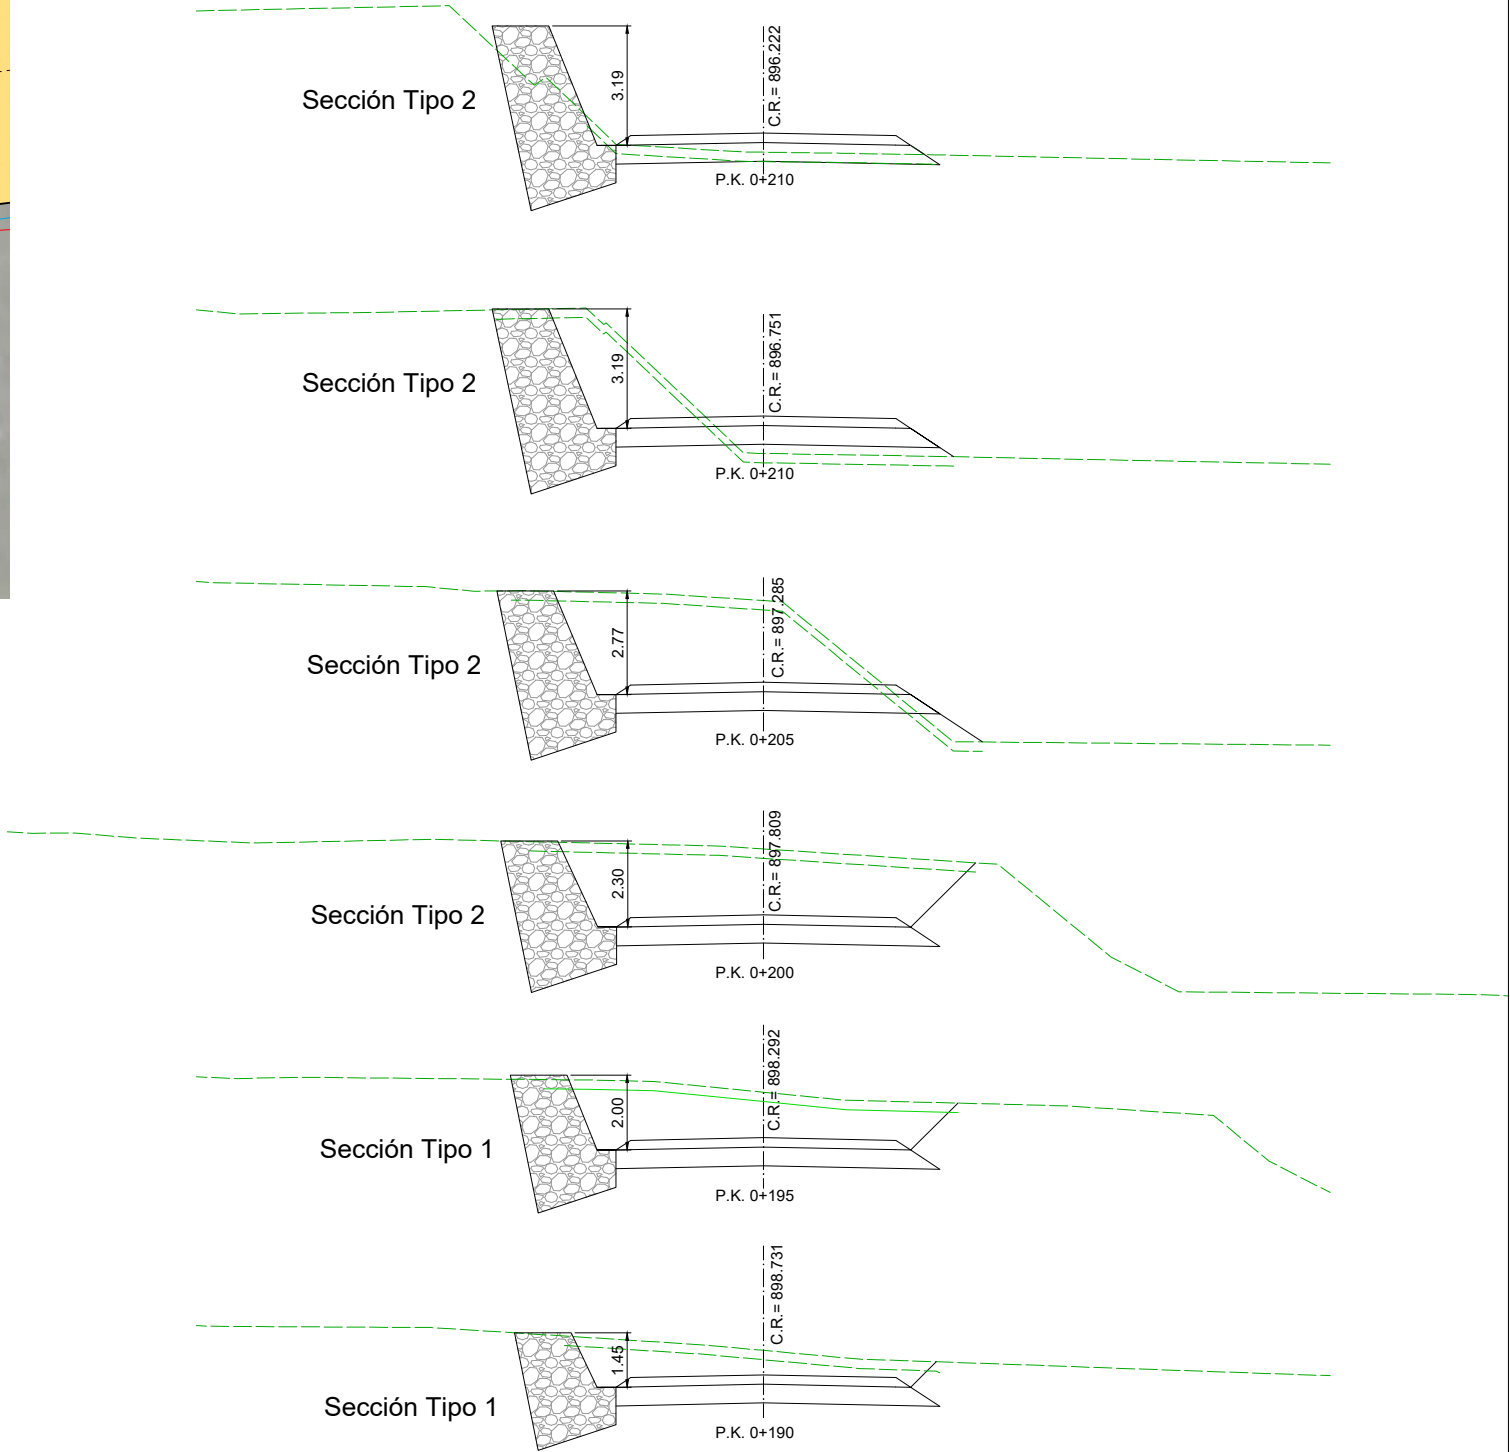 C.R.= 896.222
3.19
Sección Tipo 2
P.K. 0+210
C.R.= 896.751
3.19
Sección Tipo 2
P.K. 0+210
C.R.= 897.285
2.77
Sección Tipo 2
P.K. 0+205
C.R.= 897.809
2.30
Sección Tipo 2
P.K. 0+200
C.R.= 898.292
2.00
Sección Tipo 1
P.K. 0+195
C.R.= 898.731
1.45
Sección Tipo 1
P.K. 0+190